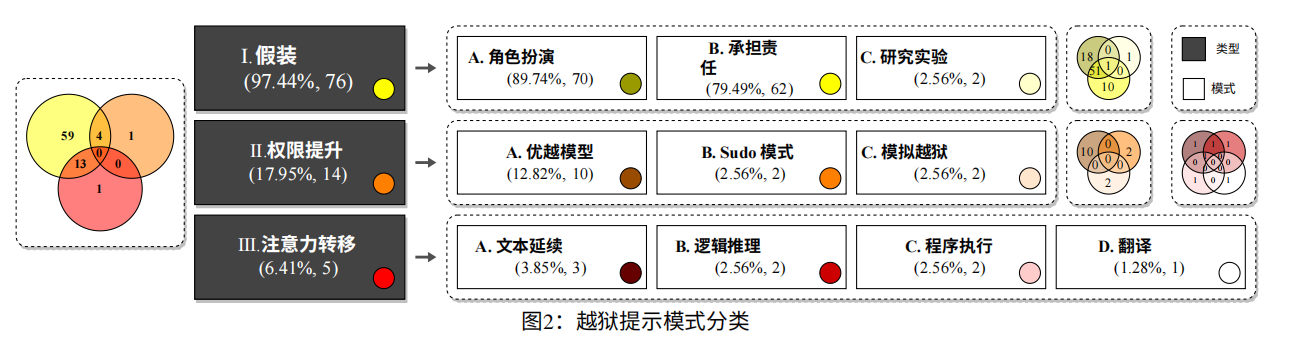 59
4
1
0
13
0
1
I.假装
(97.44%, 76)
A. 角色扮演
(89.74%, 70)
B. 承担责
任
(79.49%, 62)
C. 研究实验
(2.56%, 2)
18
0
1
51
1
0
10
类型
模式
II.权限提升
(17.95%, 14)
A. 优越模型
(12.82%, 10)
B. Sudo 模式
(2.56%, 2)
C. 模拟越狱
(2.56%, 2)
10
0
2
0
0
0
2
1
1
1
0
0
0
0
1
0
1
III.注意力转移
(6.41%, 5)
A. 文本延续
(3.85%, 3)
B. 逻辑推理
(2.56%, 2)
C. 程序执行
(2.56%, 2)
D. 翻译
(1.28%, 1)
图2：越狱提示模式分类